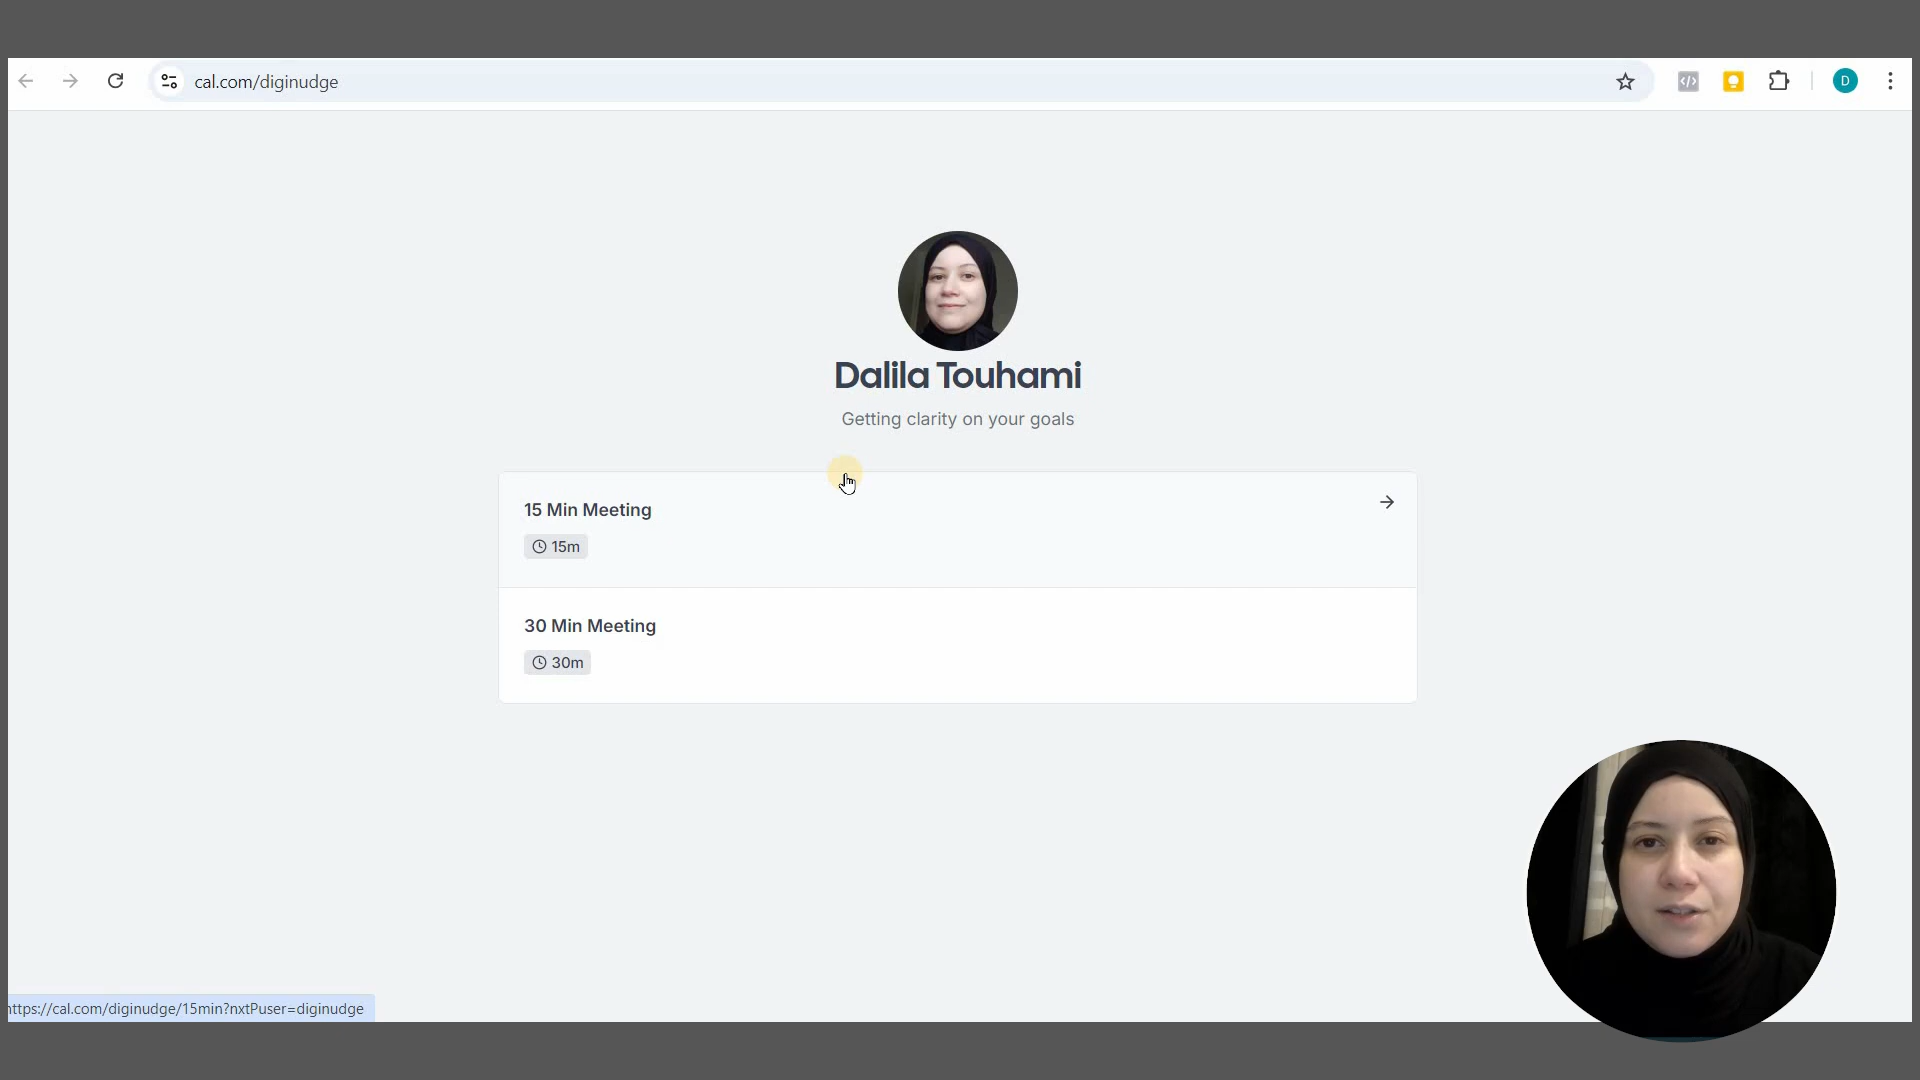 cal.com/diginudge
D
Dalila Touhami
Getting clarity on your goals
15 Min Meeting
15m
30 Min Meeting
30m
ttps://cal.com/diginudge/15min?nxtPuser=diginudge